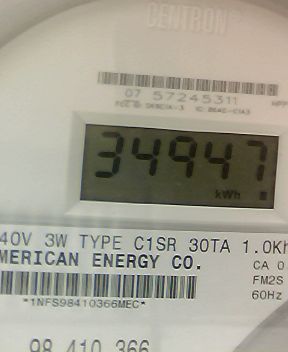 CENTRON
07 57245311
34947
kWh
40V 3W TYPE C1SR 30TA 1.0Kh
MERICAN ENERGY CO. CA 0
FM2S
*1NFS98410366MEC* 60Hz
98 410 366